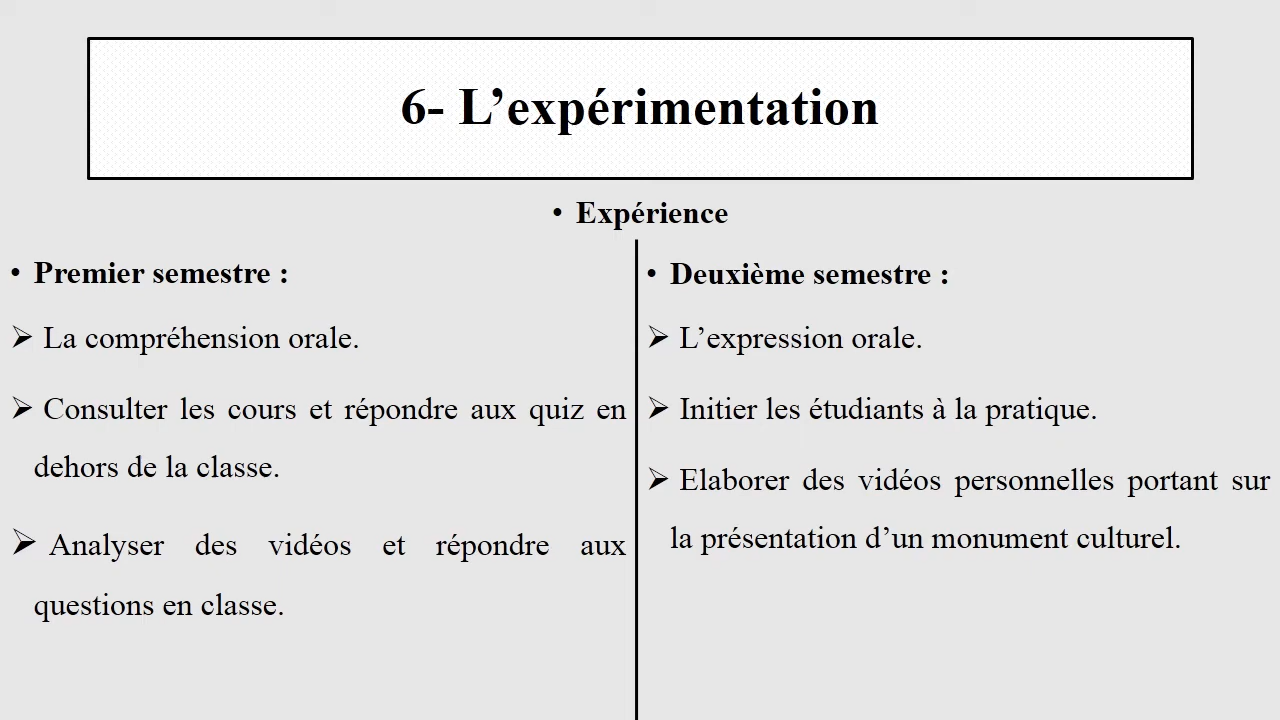 6- L’expérimentation
• Expérience
• Premier semestre :
➢ La compréhension orale.
➢ Consulter les cours et répondre aux quiz en
dehors de la classe.
➢ Analyser des vidéos et répondre aux
questions en classe.
• Deuxième semestre :
➢ L’expression orale.
➢ Initier les étudiants à la pratique.
➢ Elaborer des vidéos personnelles portant sur
la présentation d’un monument culturel.